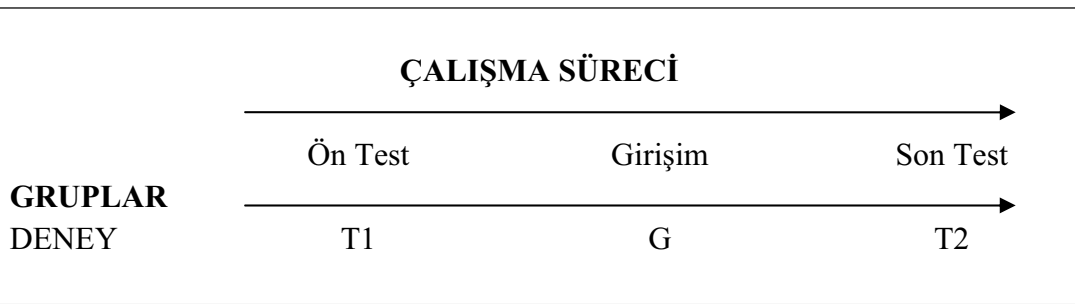 ÇALIŞMA SÜRECİ
Ön Test Girişim Son Test
GRUPLAR
DENEY T1 G T2